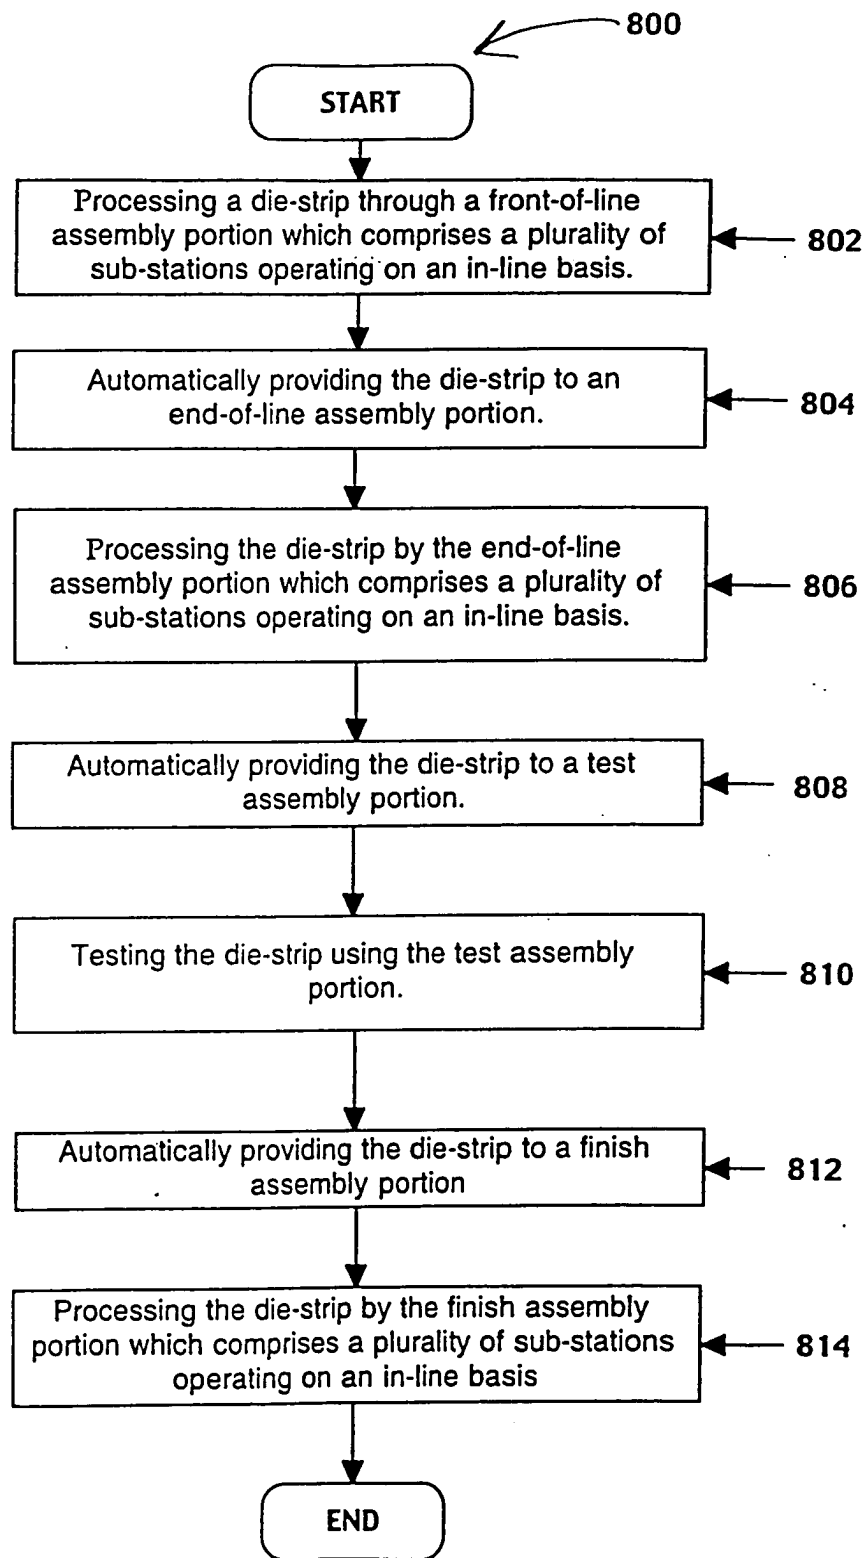 800
START
Processing a die-strip through a front-of-line
assembly portion which comprises a plurality of
sub-stations operating on an in-line basis.
802
Automatically providing the die-strip to an
end-of-line assembly portion.
804
Processing the die-strip by the end-of-line
assembly portion which comprises a plurality of
sub-stations operating on an in-line basis.
806
Automatically providing the die-strip to a test
assembly portion.
808
Testing the die-strip using the test assembly
portion.
810
Automatically providing the die-strip to a finish
assembly portion
812
Processing the die-strip by the finish assembly
portion which comprises a plurality of sub-stations
operating on an in-line basis
814
END